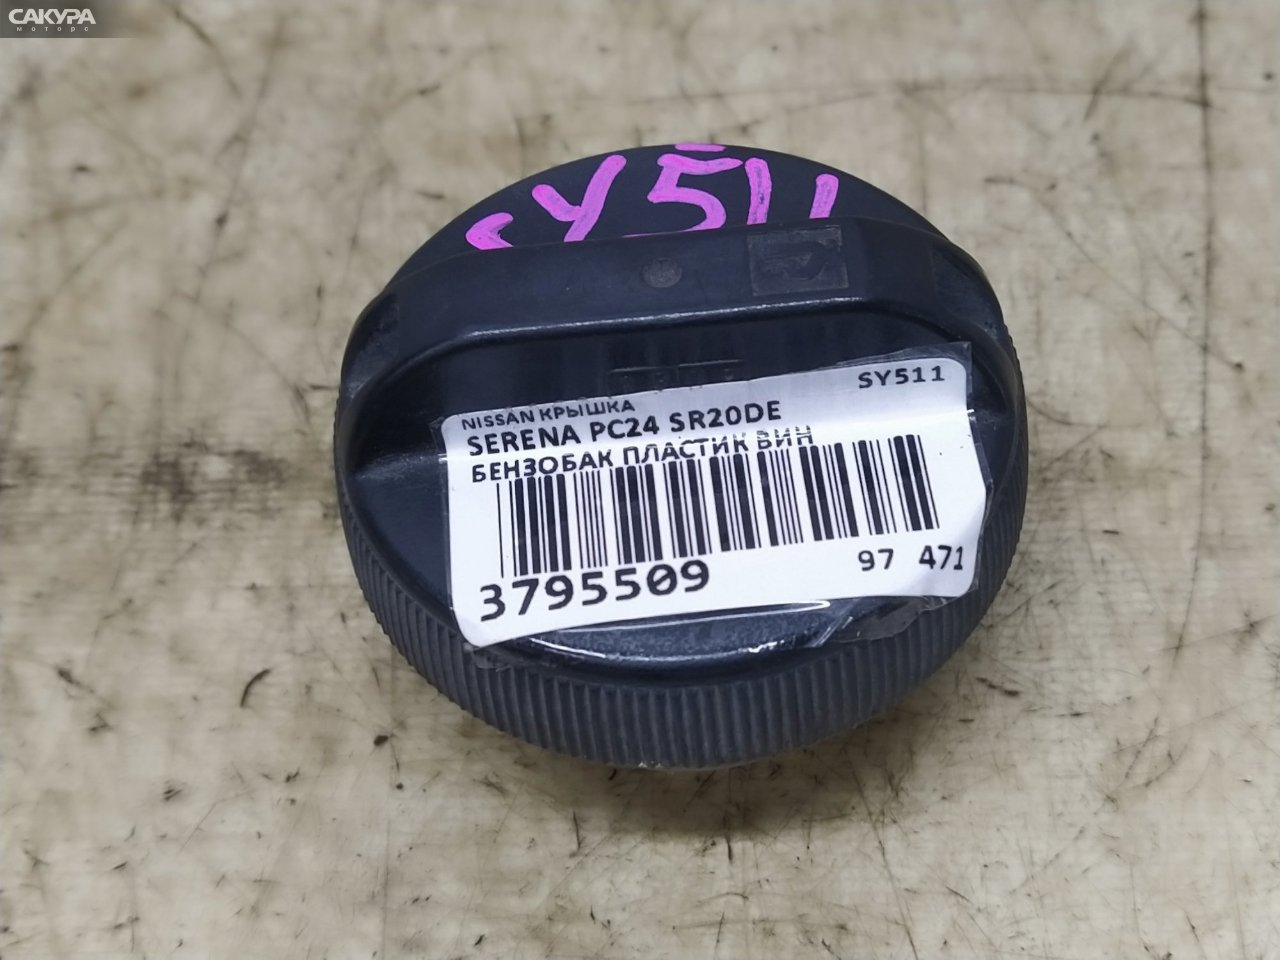 САКУРА
моторс
SY511
SY511
NISSAN КРЫШКА
SERENA PC24 SR20DE
БЕНЗОБАК ПЛАСТИК ВИН
3795509
97 471